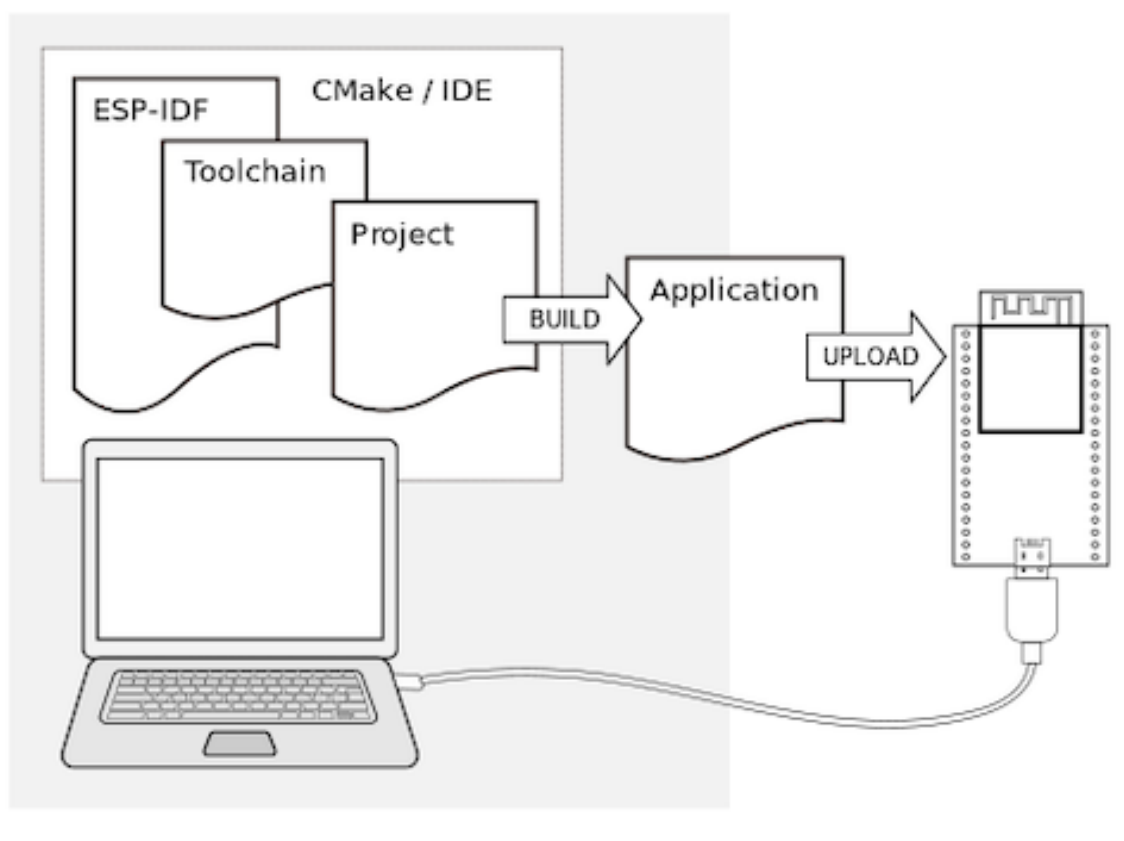 CMake / IDE
ESP-IDF
Toolchain
Project
BUILD
Application
UPLOAD